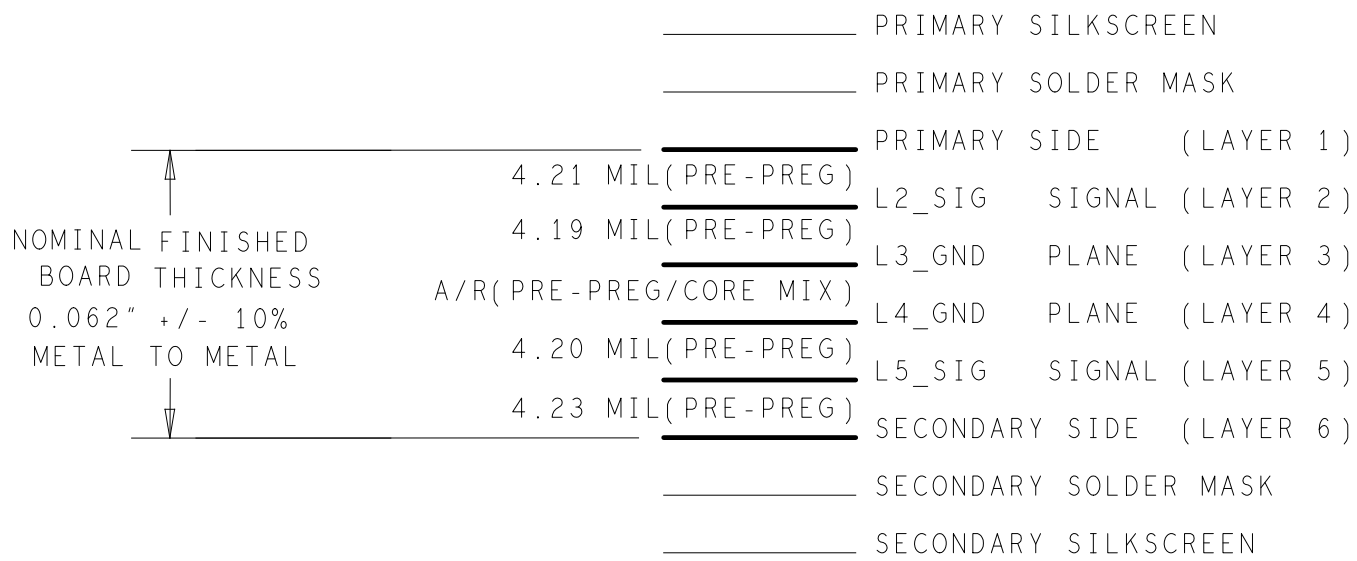 PRIMARY SILKSCREEN
PRIMARY SOLDER MASK
PRIMARY SIDE (LAYER 1)
4.21 MIL(PRE-PREG)
L2_SIG SIGNAL (LAYER 2)
4.19 MIL(PRE-PREG)
L3_GND PLANE (LAYER 3)
A/R(PRE-PREG/CORE MIX)
L4_GND PLANE (LAYER 4)
4.20 MIL(PRE-PREG)
L5_SIG SIGNAL (LAYER 5)
4.23 MIL(PRE-PREG)
SECONDARY SIDE (LAYER 6)
SECONDARY SOLDER MASK
SECONDARY SILKSCREEN
NOMINAL FINISHED
BOARD THICKNESS
0.062" +/- 10%
METAL TO METAL